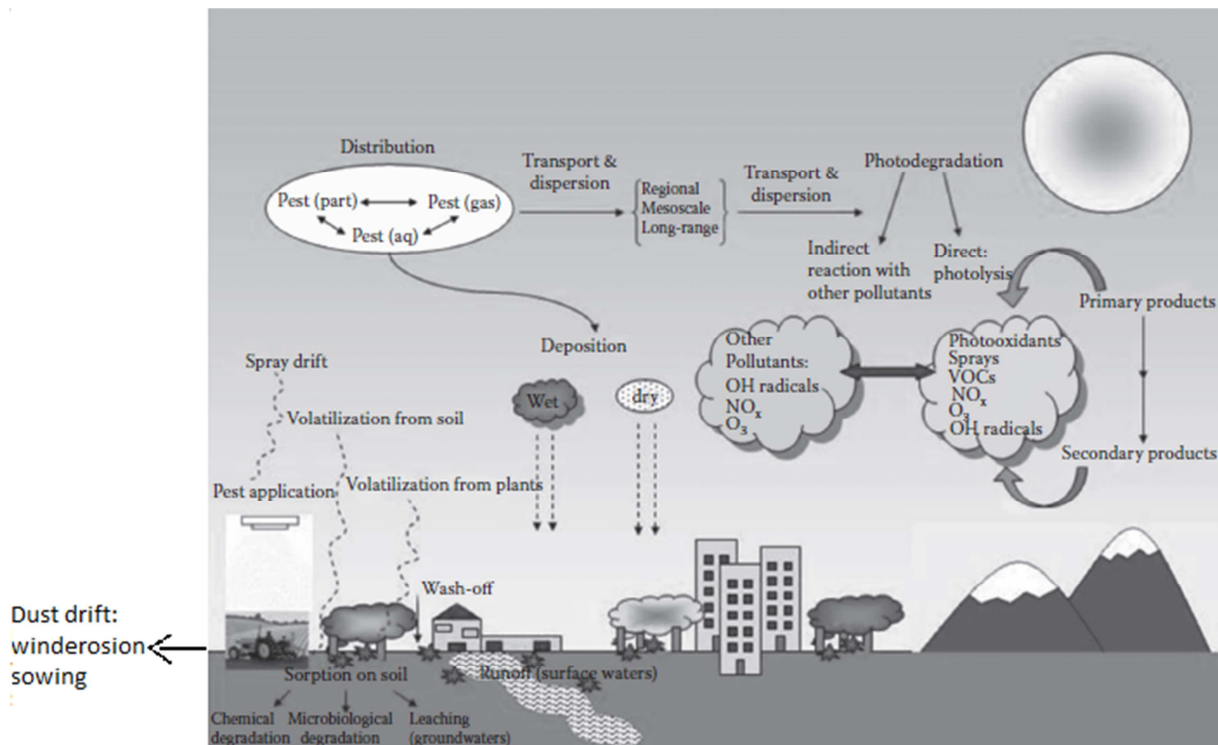 Distribution
Pest (part)
Pest (gas)
Pest (aq)
Transport &
dispersion
Regional
Mesoscale
Long-range
Transport &
dispersion
Photodegradation
Indirect
reaction with
other pollutants
Direct:
photolysis
Primary products
Secondary products
Other
Pollutants:
OH radicals
NOx
O3
Photooxidants
Sprays
VOCs
NOx
O3
OH radicals
Deposition
Wet
dry
Spray drift
Volatilization from soil
Pest application
Volatilization from plants
Wash-off
Dust drift:
winderosion
sowing
Sorption on soil
Runoff (surface waters)
Chemical
degradation
Microbiological
degradation
Leaching
(groundwaters)